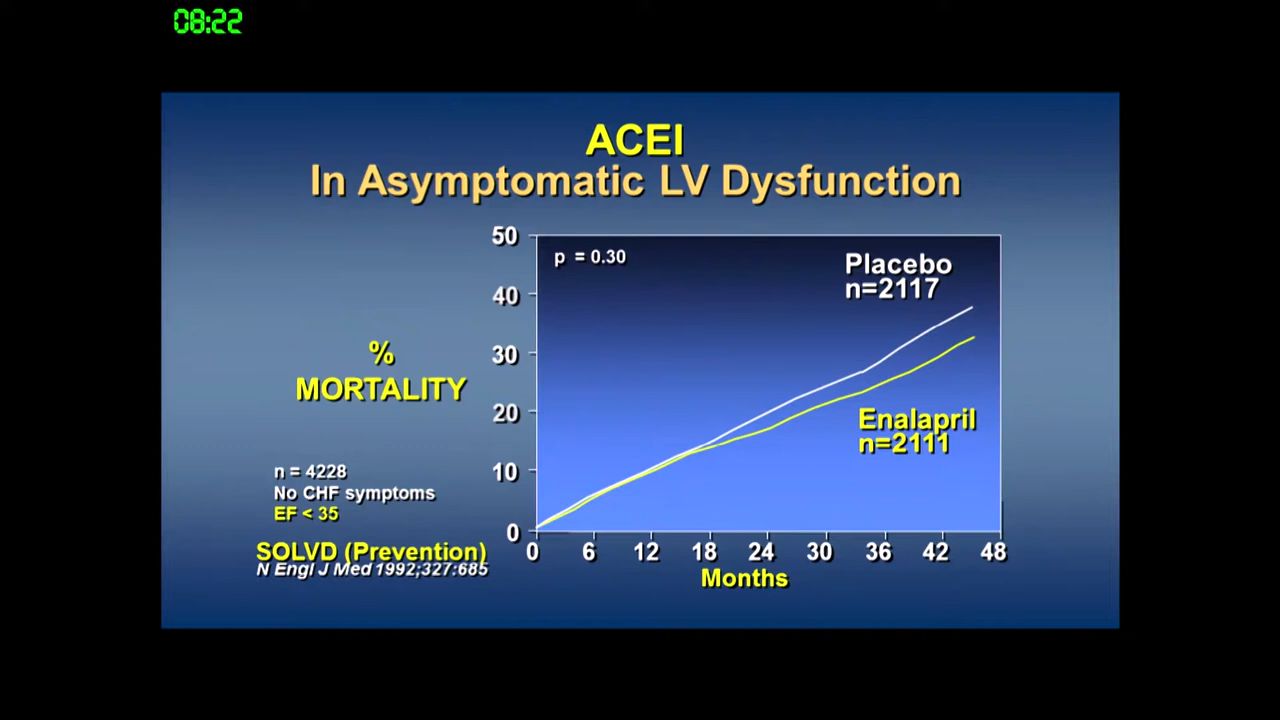 08:22
ACEI
In Asymptomatic LV Dysfunction
50
40
30
20
10
0
p = 0.30
Placebo
n=2117
Enalapril
n=2111
%
MORTALITY
n = 4228
No CHF symptoms
EF < 35
SOLVD (Prevention)
N Engl J Med 1992;327:685
0 6 12 18 24 30 36 42 48
Months